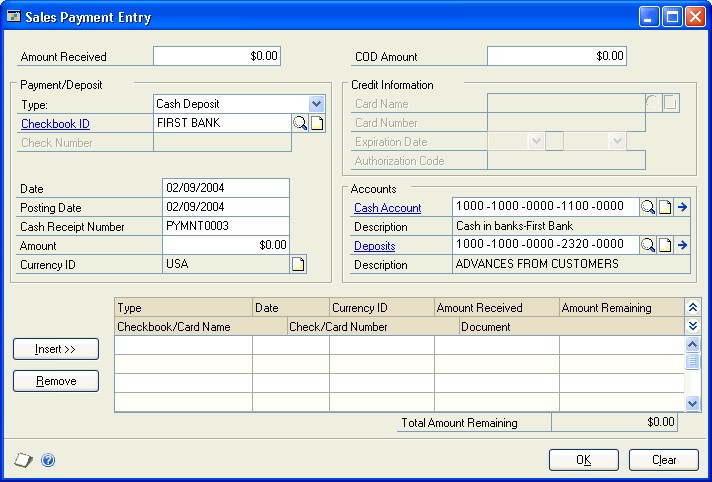 Sales Payment Entry
Amount Received $0.00 COD Amount $0.00
Payment/Deposit
Type: Cash Deposit
Checkbook ID FIRST BANK
Check Number
Date 02/09/2004
Posting Date 02/09/2004
Cash Receipt Number PYMNT0003
Amount $0.00
Currency ID USA
Credit Information
Card Name
Card Number
Expiration Date
Authorization Code
Accounts
Cash Account 1000 -1000 -0000 -1100 -0000
Description Cash in banks-First Bank
Deposits 1000 -1000 -0000 -2320 -0000
Description ADVANCES FROM CUSTOMERS
Type Date Currency ID Amount Received Amount Remaining
Checkbook/Card Name Check/Card Number Document
Insert >>
Remove
Total Amount Remaining $0.00
OK Clear